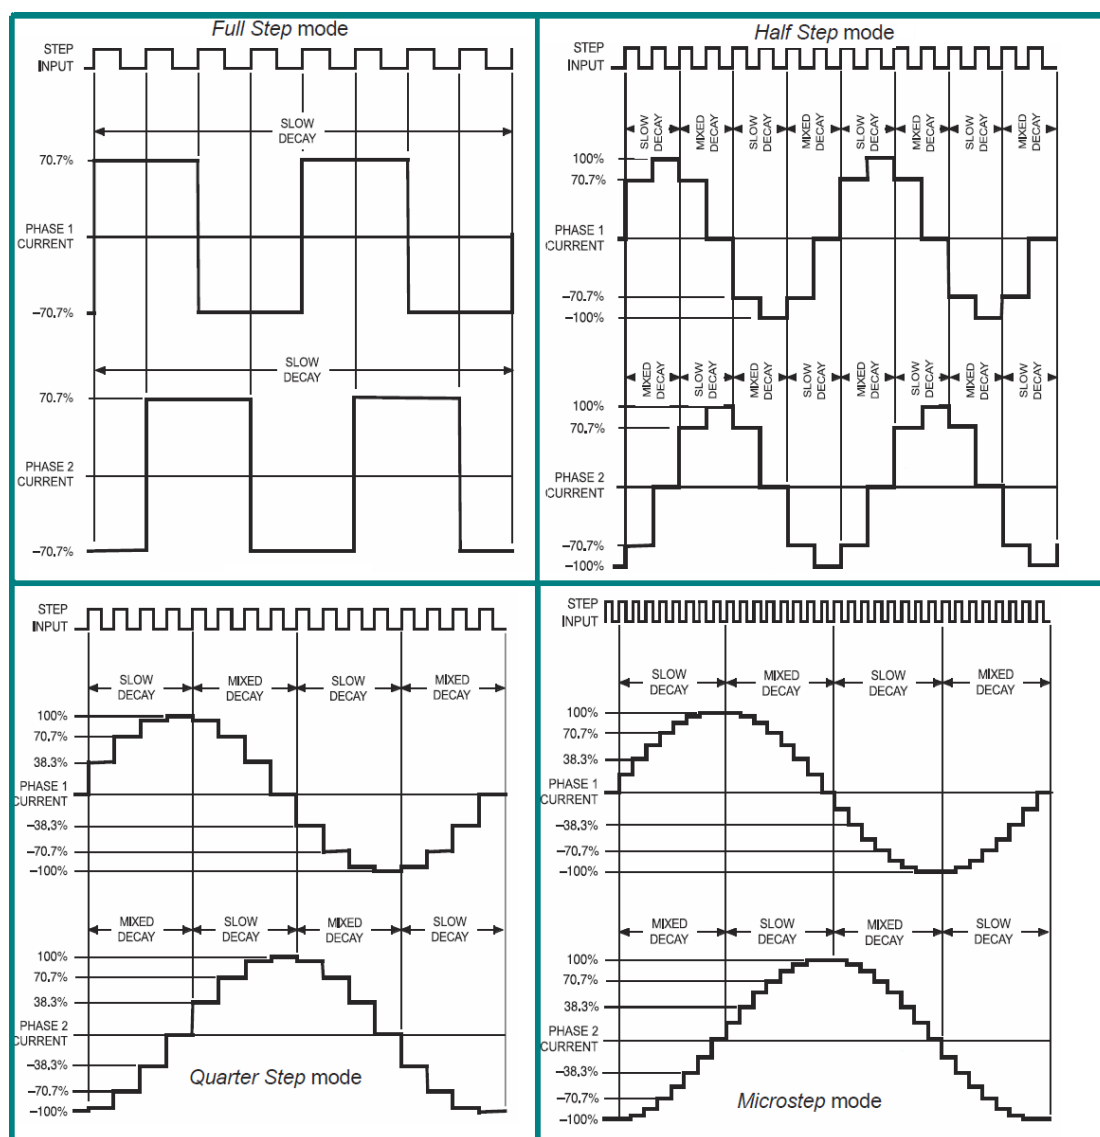 Full Step mode
STEP
INPUT
SLOW
DECAY
70.7%
PHASE 1
CURRENT
–70.7%
SLOW
DECAY
70.7%
PHASE 2
CURRENT
–70.7%
Half Step mode
STEP
INPUT
SLOW
DECAY
MIXED
DECAY
SLOW
DECAY
MIXED
DECAY
SLOW
DECAY
MIXED
DECAY
SLOW
DECAY
MIXED
DECAY
100%
70.7%
PHASE 1
CURRENT
–70.7%
–100%
MIXED
DECAY
SLOW
DECAY
MIXED
DECAY
SLOW
DECAY
MIXED
DECAY
SLOW
DECAY
MIXED
DECAY
SLOW
DECAY
100%
70.7%
PHASE 2
CURRENT
–70.7%
–100%
STEP
INPUT
SLOW
DECAY
MIXED
DECAY
SLOW
DECAY
MIXED
DECAY
100%
70.7%
38.3%
PHASE 1
CURRENT
–38.3%
–70.7%
–100%
MIXED
DECAY
SLOW
DECAY
MIXED
DECAY
SLOW
DECAY
100%
70.7%
38.3%
PHASE 2
CURRENT
–38.3%
–70.7%
–100%
Quarter Step mode
STEP
INPUT
SLOW
DECAY
MIXED
DECAY
SLOW
DECAY
MIXED
DECAY
100%
70.7%
38.3%
PHASE 1
CURRENT
–38.3%
–70.7%
–100%
MIXED
DECAY
SLOW
DECAY
MIXED
DECAY
SLOW
DECAY
100%
70.7%
38.3%
PHASE 2
CURRENT
–38.3%
–70.7%
–100%
Microstep mode